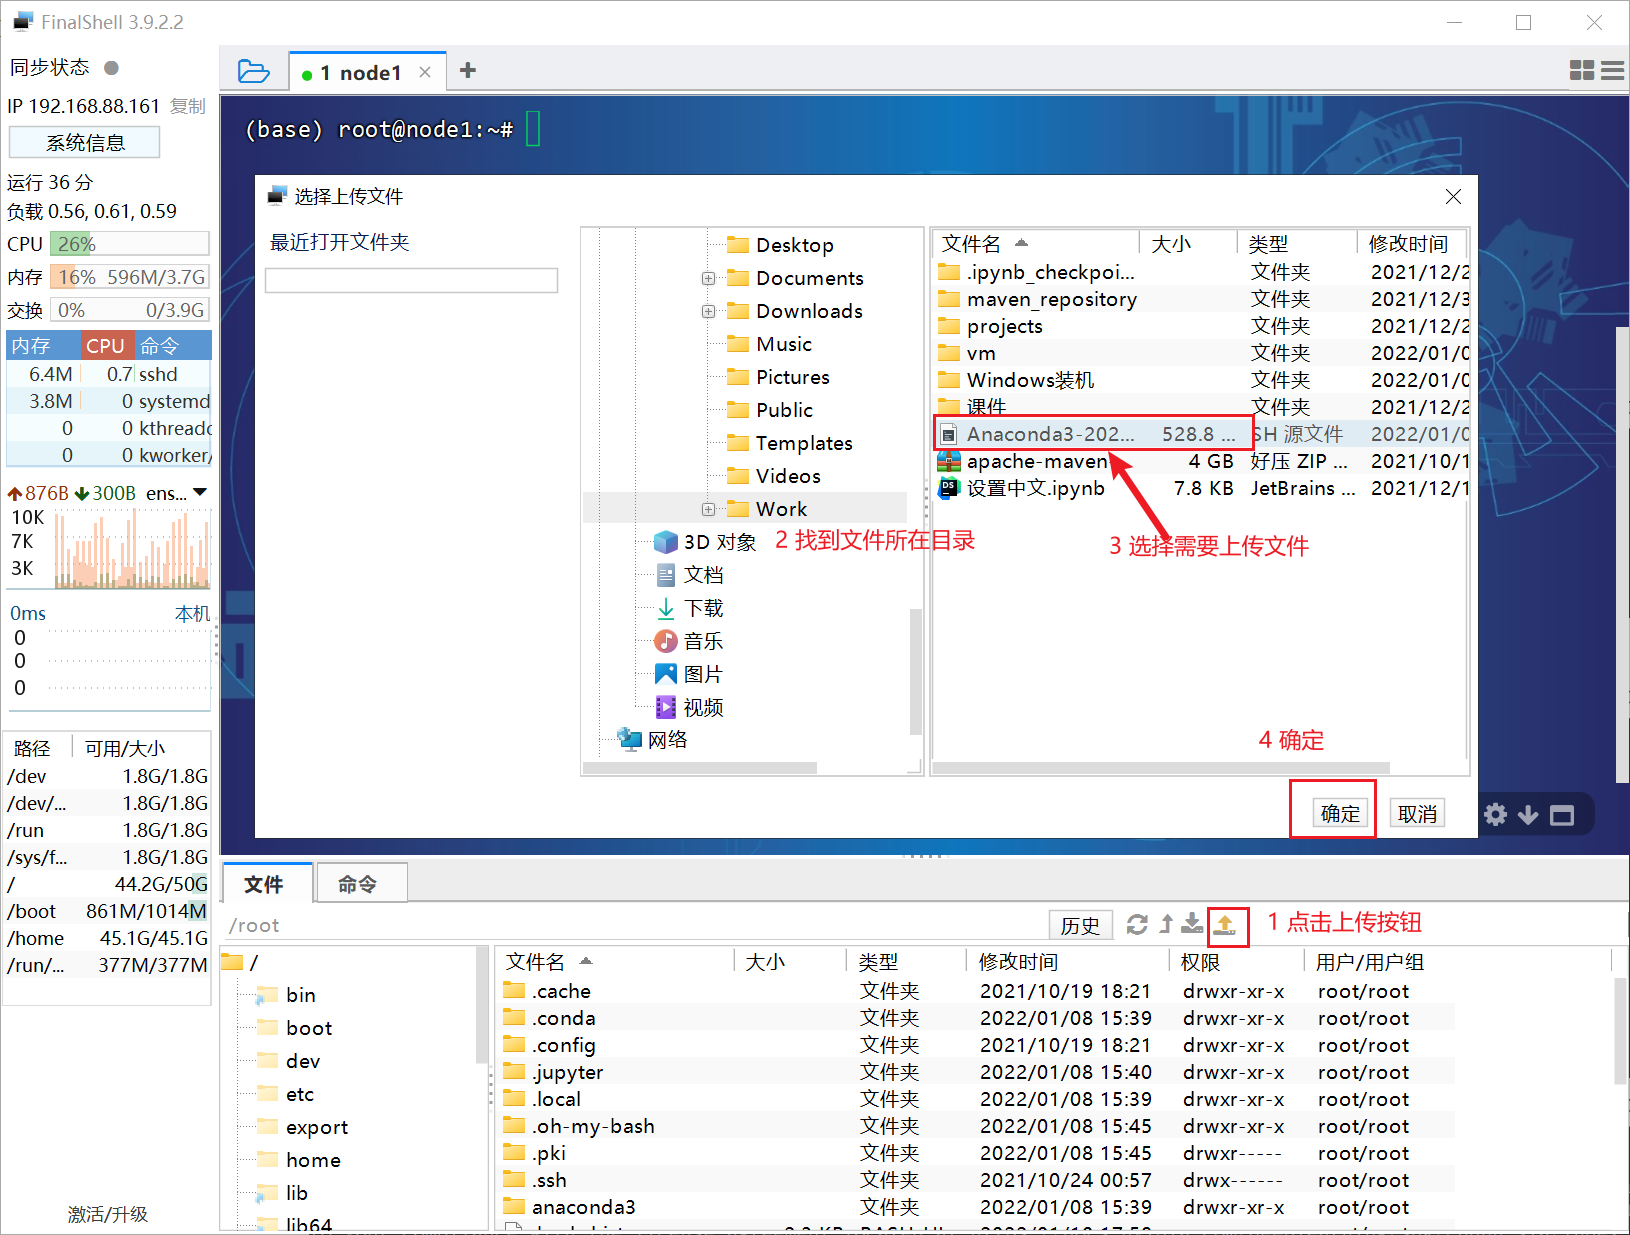 FinalShell 3.9.2.2
同步状态
IP 192.168.88.161 复制
系统信息
运行 36 分
负载 0.56, 0.61, 0.59
CPU 26%
内存 16% 596M/3.7G
交换 0% 0/3.9G
内存 CPU 命令
6.4M 0.7 sshd
3.8M 0 systemd
0 0 kthreadd
0 0 kworker/
876B 300B ens...
10K
7K
3K
0ms 本机
0
0
0
路径 可用/大小
/dev 1.8G/1.8G
/dev/... 1.8G/1.8G
/run 1.8G/1.8G
/sys/f... 1.8G/1.8G
/ 44.2G/50G
/boot 861M/1014M
/home 45.1G/45.1G
/run/... 377M/377M
激活/升级
1 node1
(base) root@node1:~#
选择上传文件
最近打开文件夹
Desktop
Documents
Downloads
Music
Pictures
Public
Templates
Videos
Work
3D 对象
文档
下载
音乐
图片
视频
网络
2 找到文件所在目录
文件名 大小 类型 修改时间
.ipynb_checkpoi... 文件夹 2021/12/2
maven_repository 文件夹 2021/12/3
projects 文件夹 2021/12/2
vm 文件夹 2022/01/0
Windows装机 文件夹 2022/01/0
课件 文件夹 2021/12/2
Anaconda3-202... 528.8 ... SH 源文件 2022/01/0
apache-maven 4 GB 好压 ZIP ... 2021/10/1
设置中文.ipynb 7.8 KB JetBrains ... 2021/12/1
3 选择需要上传文件
4 确定
确定 取消
文件 命令
/root 历史
1 点击上传按钮
/
bin
boot
dev
etc
export
home
lib
lib64
文件名 大小 类型 修改时间 权限 用户/用户组
.cache 文件夹 2021/10/19 18:21 drwxr-xr-x root/root
.conda 文件夹 2022/01/08 15:39 drwxr-xr-x root/root
.config 文件夹 2021/10/19 18:21 drwxr-xr-x root/root
.jupyter 文件夹 2022/01/08 15:40 drwxr-xr-x root/root
.local 文件夹 2022/01/08 15:39 drwxr-xr-x root/root
.oh-my-bash 文件夹 2022/01/08 15:45 drwxr-xr-x root/root
.pki 文件夹 2022/01/08 15:45 drwxr----- root/root
.ssh 文件夹 2021/10/24 00:57 drwx------ root/root
anaconda3 文件夹 2022/01/08 15:39 drwxr-xr-x root/root